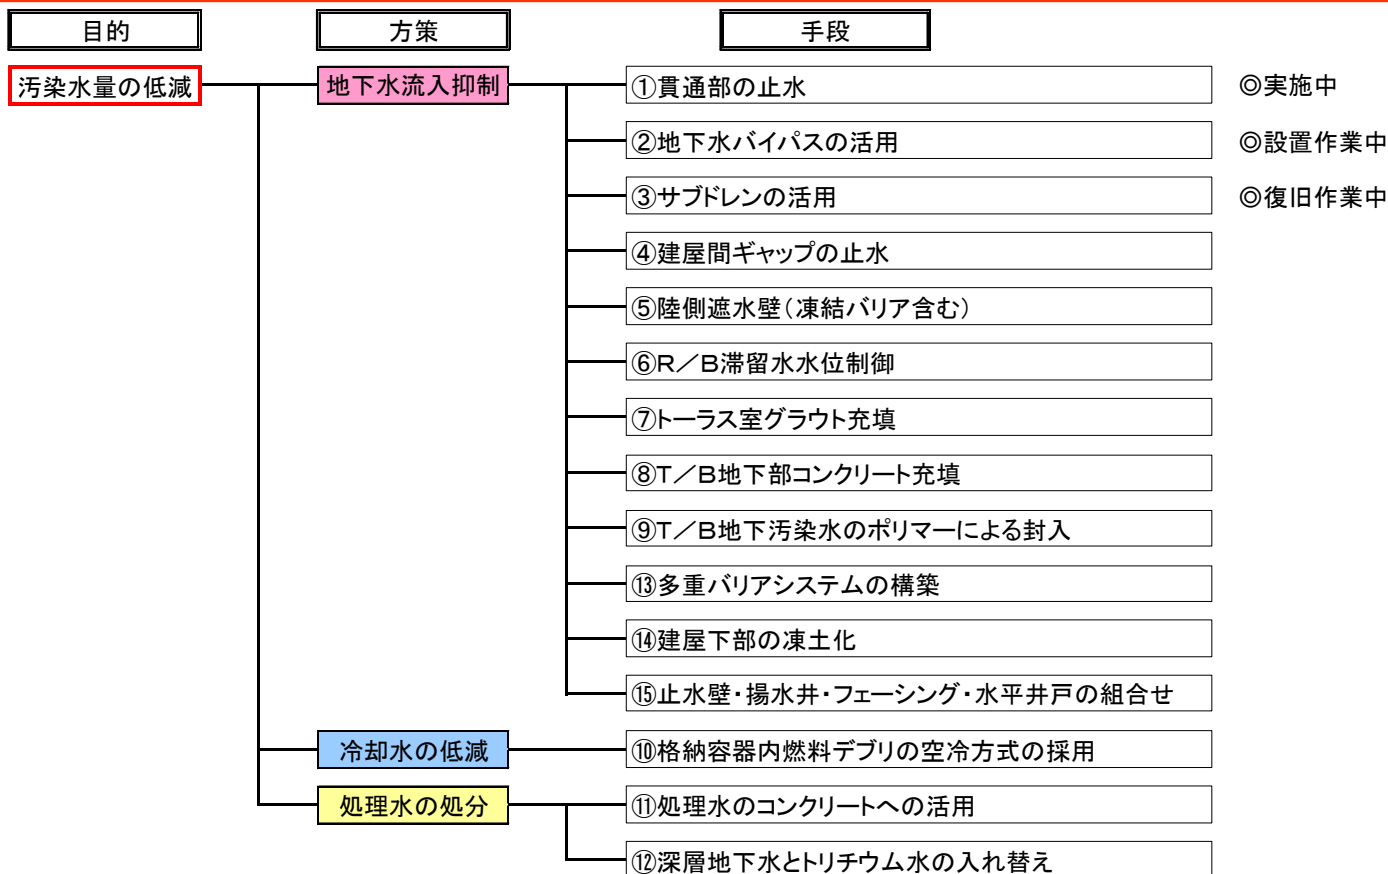 目的 方策 手段
汚染水量の低減 地下水流入抑制 ①貫通部の止水 ◎実施中
②地下水バイパスの活用 ◎設置作業中
③サブドレンの活用 ◎復旧作業中
④建屋間ギャップの止水
⑤陸側遮水壁(凍結バリア含む)
⑥R/B滞留水水位制御
⑦トーラス室グラウト充填
⑧T/B地下部コンクリート充填
⑨T/B地下汚染水のポリマーによる封入
⑬多重バリアシステムの構築
⑭建屋下部の凍土化
⑮止水壁・揚水井・フェーシング・水平井戸の組合せ
冷却水の低減 ⑩格納容器内燃料デブリの空冷方式の採用
処理水の処分 ⑪処理水のコンクリートへの活用
⑫深層地下水とトリチウム水の入れ替え